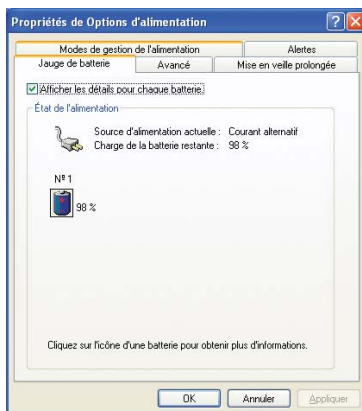 Propriétés de Options d'alimentation
Modes de gestion de l'alimentation Alertes
Jauge de batterie Avancé Mise en veille prolongée
Afficher les détails pour chaque batterie.
État de l'alimentation
Source d'alimentation actuelle : Courant alternatif
Charge de la batterie restante : 98 %
Nº 1
98 %
Cliquez sur l'icône d'une batterie pour obtenir plus d'informations.
OK Annuler Appliquer